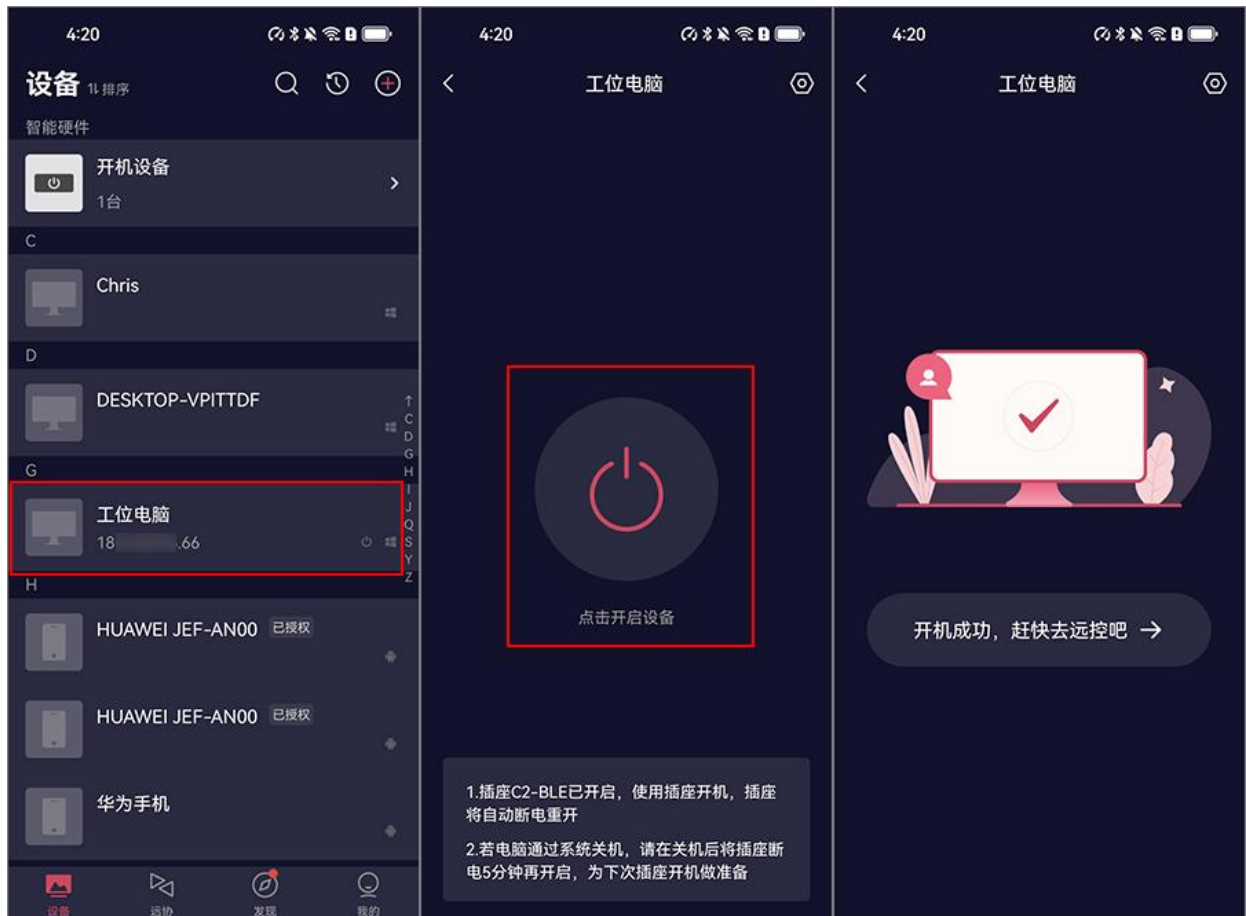 4:20
设备 排序
智能硬件
开机设备
1台
C
Chris
D
DESKTOP-VPITTDF
G
工位电脑
18 .66
H
HUAWEI JEF-AN00 已授权
HUAWEI JEF-AN00 已授权
华为手机
↑
C
D
G
H
I
J
Q
S
Y
Z
设备 远协 发现 我的
4:20
工位电脑
点击开启设备
1.插座C2-BLE已开启，使用插座开机，插座
将自动断电重开
2.若电脑通过系统关机，请在关机后将插座断
电5分钟再开启，为下次插座开机做准备
4:20
工位电脑
开机成功，赶快去远控吧 →